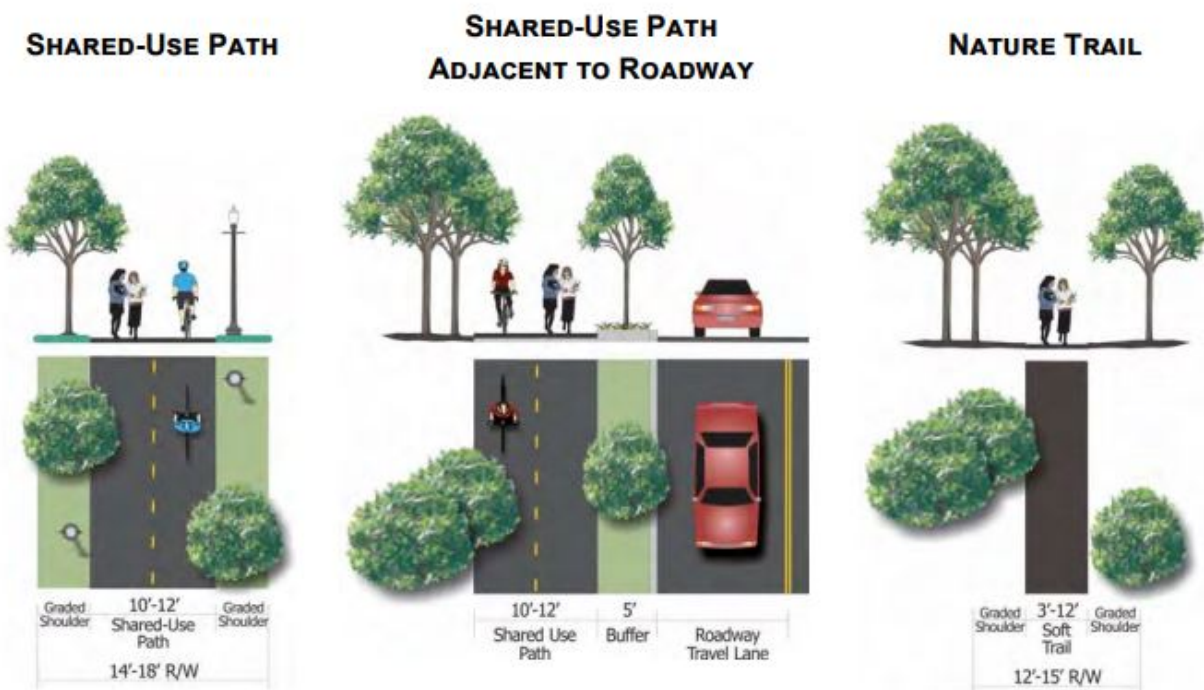 SHARED-USE PATH
Graded
Shoulder
10'-12'
Shared-Use
Path
Graded
Shoulder
14'-18' R/W
SHARED-USE PATH
ADJACENT TO ROADWAY
10'-12'
Shared Use
Path
5'
Buffer
Roadway
Travel Lane
NATURE TRAIL
Graded
Shoulder
3'-12'
Soft
Trail
Graded
Shoulder
12'-15' R/W